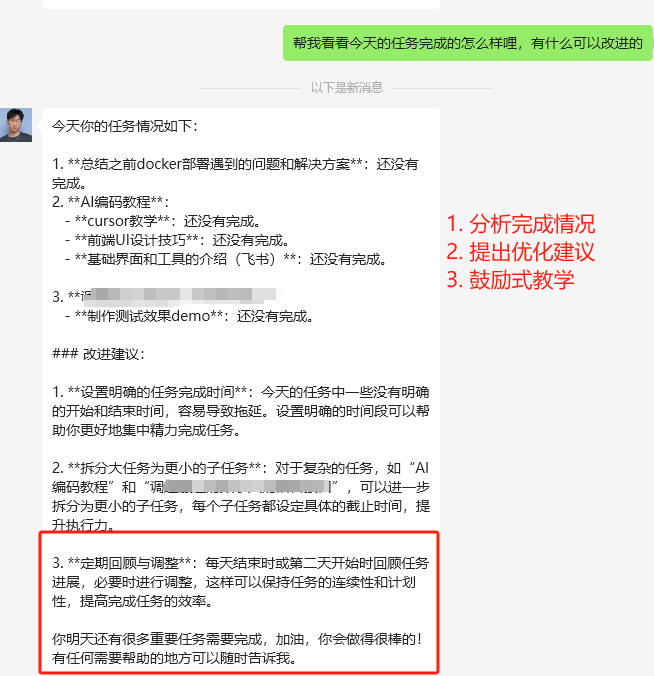 帮我看看今天的任务完成的怎么样哩，有什么可以改进的
以下是新消息
今天你的任务情况如下：
1. **总结之前docker部署遇到的问题和解决方案**：还没有
完成。
2. **AI编码教程**：
- **cursor教学**：还没有完成。
- **前端UI设计技巧**：还没有完成。
- **基础界面和工具的介绍（飞书）**：还没有完成。
3. **
- **制作测试效果demo**：还没有完成。
### 改进建议：
1. **设置明确的任务完成时间**：今天的任务中一些没有明确
的开始和结束时间，容易导致拖延。设置明确的时间段可以帮
助你更好地集中精力完成任务。
2. **拆分大任务为更小的子任务**：对于复杂的任务，如“AI
编码教程”和“调 ”，可以进一步
拆分为更小的子任务，每个子任务都设定具体的截止时间，提
升执行力。
3. **定期回顾与调整**：每天结束时或第二天开始时回顾任务
进展，必要时进行调整，这样可以保持任务的连续性和计划
性，提高完成任务的效率。
你明天还有很多重要任务需要完成，加油，你会做得很棒的！
有任何需要帮助的地方可以随时告诉我。
1. 分析完成情况
2. 提出优化建议
3. 鼓励式教学